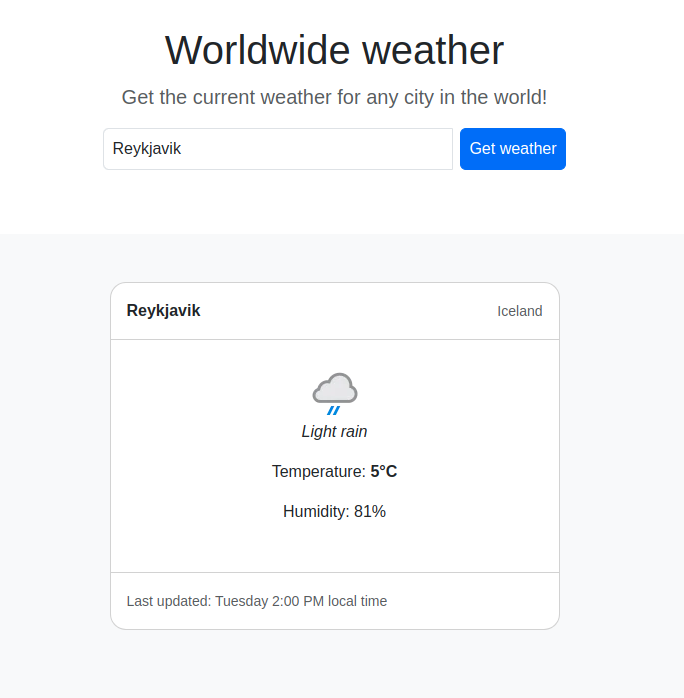 Worldwide weather
Get the current weather for any city in the world!
Reykjavik
Get weather
Reykjavik
Iceland
Light rain
Temperature: 5°C
Humidity: 81%
Last updated: Tuesday 2:00 PM local time